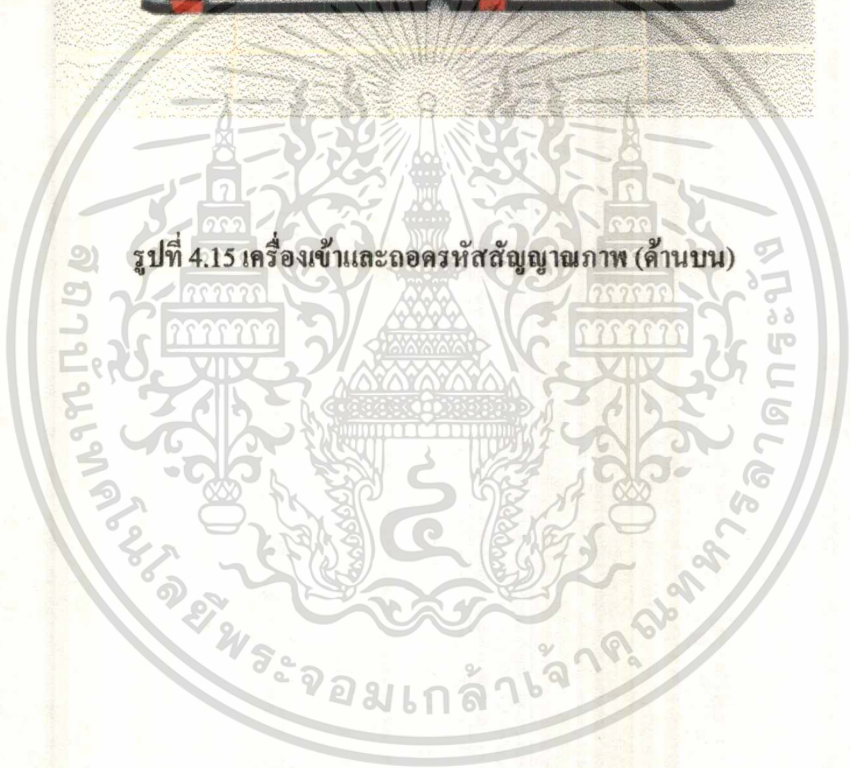 รูปที่ 4.15 เครื่องเข้าและถอดรหัสสัญญาณภาพ (ด้านบน)
สถาบันเทคโนโลยีพระจอมเกล้าเจ้าคุณทหารลาดกระบัง